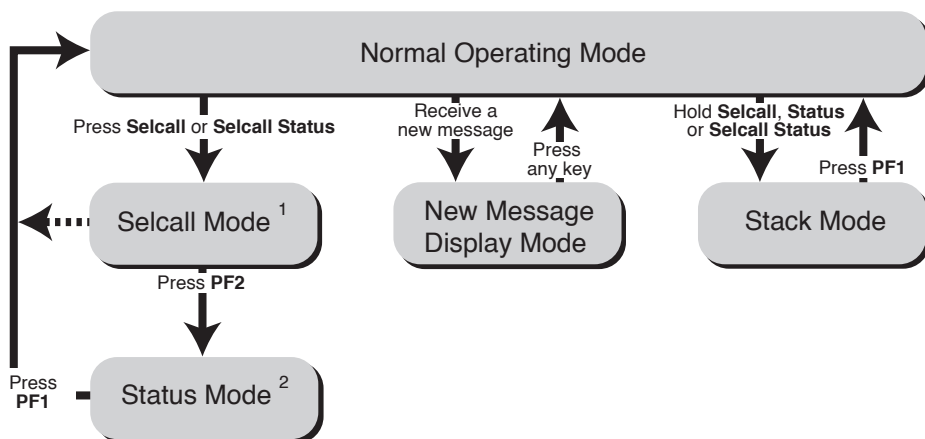 Normal Operating Mode
Press Selcall or Selcall Status
Receive a
new message
Press
any key
Hold Selcall, Status
or Selcall Status
Press PF1
Selcall Mode 1
New Message
Display Mode
Stack Mode
Press PF2
Press
PF1
Status Mode 2